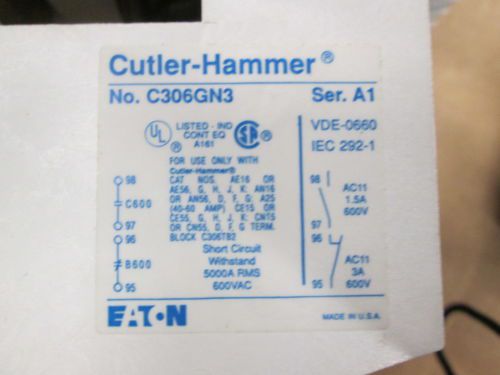 Cutler-Hammer®
No. C306GN3 Ser. A1
UL ® LISTED - IND CONT EQ A161 SA ® VDE-0660
IEC 292-1
FOR USE ONLY WITH
Cutler-Hammer®
CAT NOS. AE16 OR
AE56, G, H, J, K: AN16
OR AN56, D, F, G; A25
(40-60 AMP) CE15 OR
CE55, G, H, J, K: CN15
OR CN55, D, F, G TERM.
BLOCK C306TB2
Short Circuit
Withstand
5000A RMS
600VAC
98
C600
97
96
B600
95
98
AC11
1.5A
600V
97
96
AC11
3A
600V
95
EATON
MADE IN U.S.A.